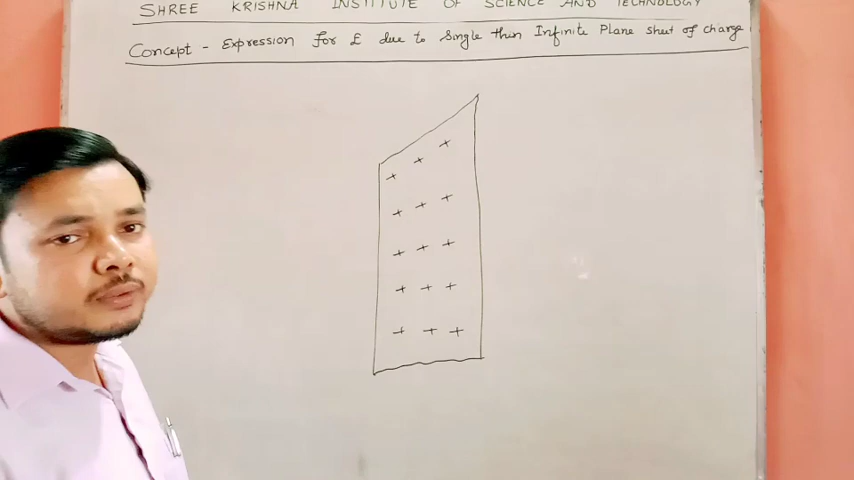 SHREE KRISHNA INSTITUTE OF SCIENCE AND TECHNOLOGY
Concept - Expression for E due to Single thin Infinite Plane sheet of charge
+ + +
+ + +
+ + +
+ + +
+ + +